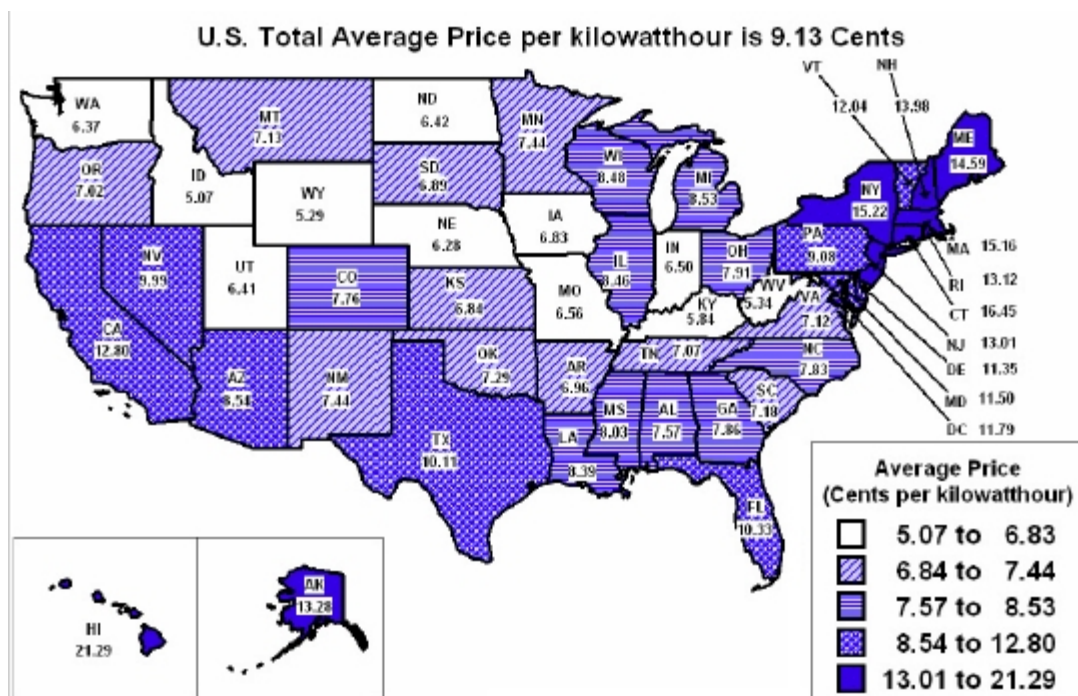 U.S. Total Average Price per kilowatthour is 9.13 Cents
VT
12.04
NH
13.98
WA
6.37
MT
7.13
ND
6.42
MN
7.44
ME
14.59
OR
7.02
ID
5.07
WY
5.29
SD
6.89
WI
8.48
MI
8.53
NY
15.22
NE
6.28
IA
6.83
PA
9.08
MA 15.16
RI 13.12
CT 16.45
NJ 13.01
DE 11.35
MD 11.50
DC 11.79
NV
9.99
UT
6.41
CO
7.76
KS
6.84
MO
6.56
IL
8.46
IN
6.50
OH
7.91
WV
5.34
KY
5.84
VA
7.12
CA
12.80
AZ
8.54
NM
7.44
OK
7.29
AR
6.96
TN 7.07
NC
7.83
SC
7.18
TX
10.11
LA
8.39
MS
8.03
AL
7.57
GA
7.86
FL
10.33
HI
21.29
AK
13.28
Average Price
(Cents per kilowatthour)
5.07 to 6.83
6.84 to 7.44
7.57 to 8.53
8.54 to 12.80
13.01 to 21.29